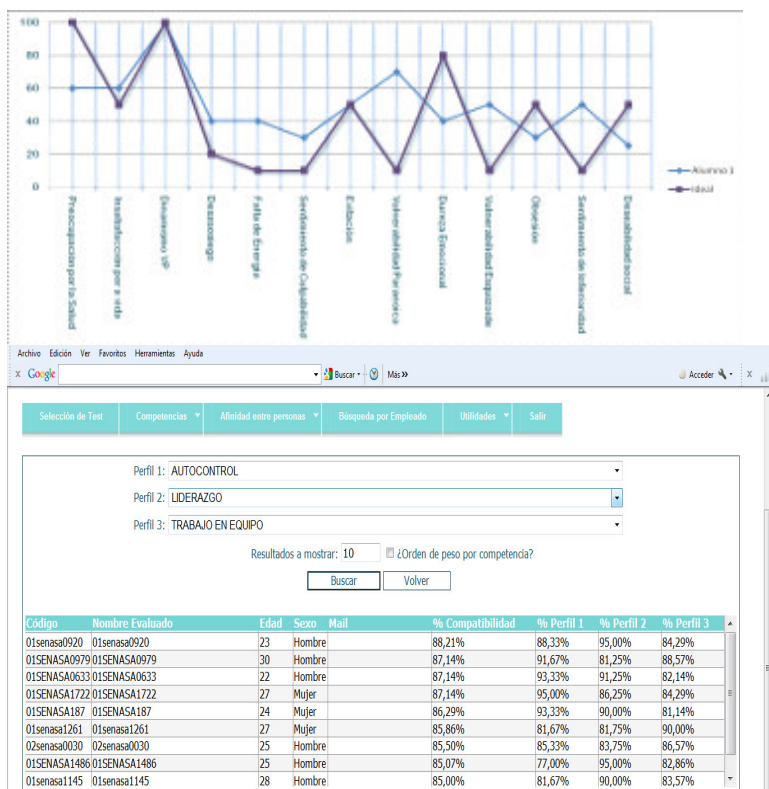 100
80
60
40
20
0
Preocupación por la Salud
Insatisfacción por a vida
Dinamismo UP
Desasosiego
Falta de Energía
Sentimiento de Culpabilidad
Evitación
Vulnerabilidad Paranoica
Dureza Emocional
Vulnerabilidad Esquizoide
Obsesión
Sentimiento de Inferioridad
Deseabilidad social
Alumno 1
Ideal
Archivo Edición Ver Favoritos Herramientas Ayuda
x Google Buscar Más » Acceder x
Selección de Test Competencias Afinidad entre personas Búsqueda por Empleado Utilidades Salir
Perfil 1: AUTOCONTROL
Perfil 2: LIDERAZGO
Perfil 3: TRABAJO EN EQUIPO
Resultados a mostrar: 10 ¿Orden de peso por competencia?
Buscar Volver
Código Nombre Evaluado Edad Sexo Mail % Compatibilidad % Perfil 1 % Perfil 2 % Perfil 3
01senasa0920 01senasa0920 23 Hombre 88,21% 88,33% 95,00% 84,29%
01SENASA0979 01SENASA0979 30 Hombre 87,14% 91,67% 81,25% 88,57%
01SENASA0633 01SENASA0633 22 Hombre 87,14% 93,33% 91,25% 82,14%
01SENASA1722 01SENASA1722 27 Mujer 87,14% 95,00% 86,25% 84,29%
01SENASA187 01SENASA187 24 Mujer 86,29% 93,33% 90,00% 81,14%
01senasa1261 01senasa1261 27 Mujer 85,86% 81,67% 81,75% 90,00%
02senasa0030 02senasa0030 25 Hombre 85,50% 85,33% 83,75% 86,57%
01SENASA1486 01SENASA1486 25 Hombre 85,07% 77,00% 95,00% 82,86%
01senasa1145 01senasa1145 28 Hombre 85,00% 81,67% 90,00% 83,57%